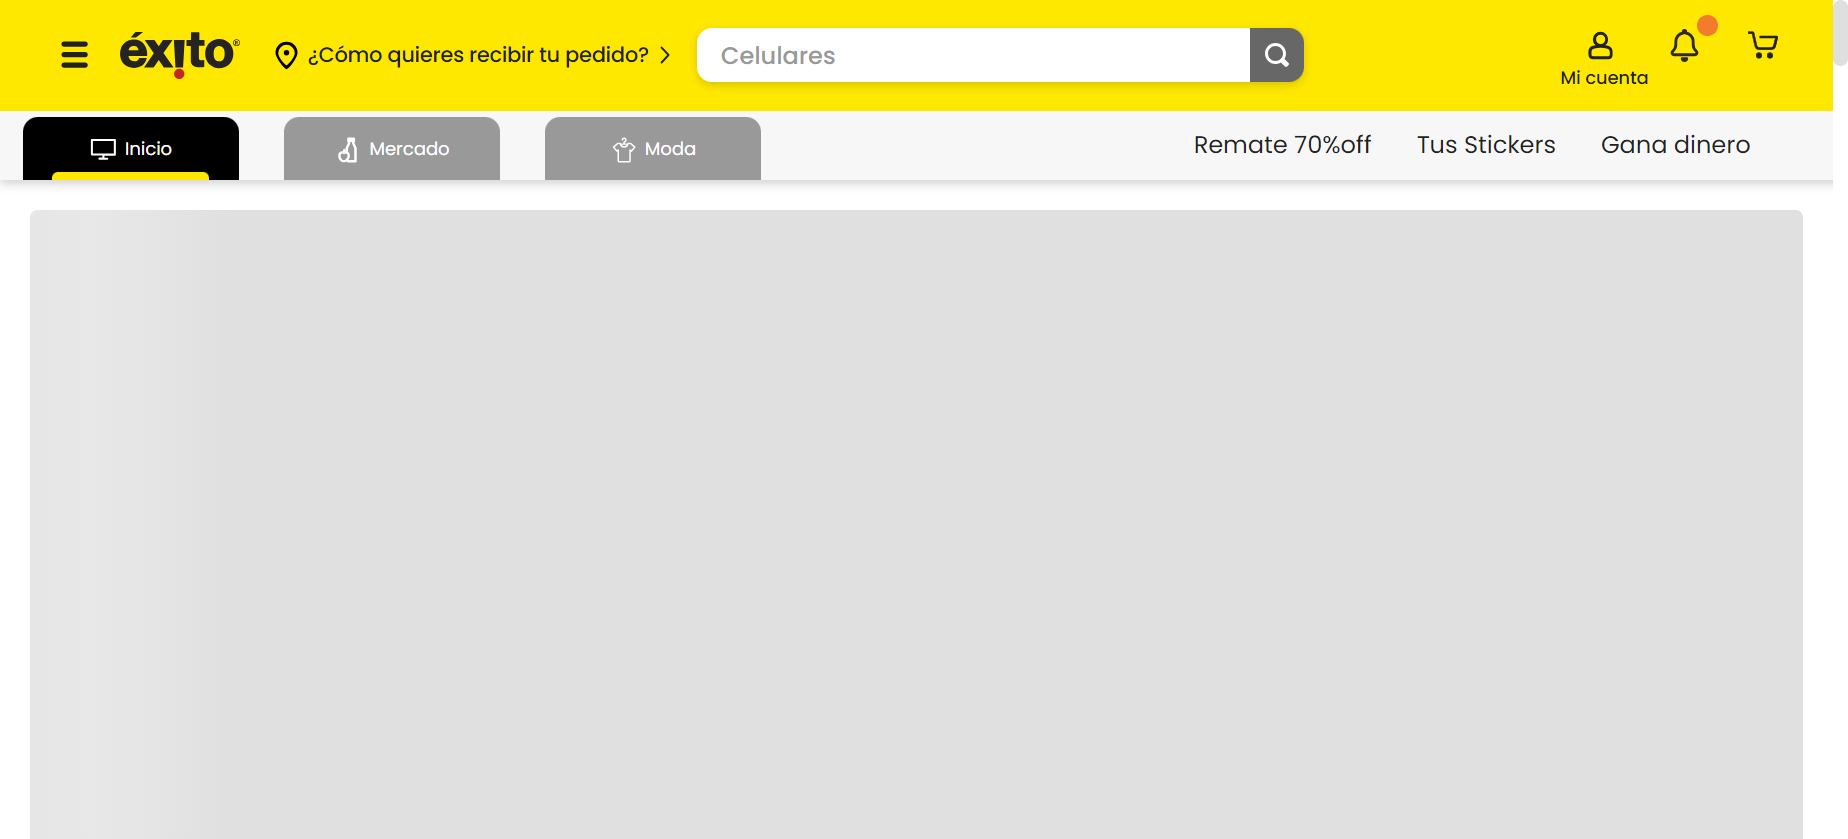 éxito®
¿Cómo quieres recibir tu pedido?
Celulares
Mi cuenta
Inicio
Mercado
Moda
Remate 70%off
Tus Stickers
Gana dinero